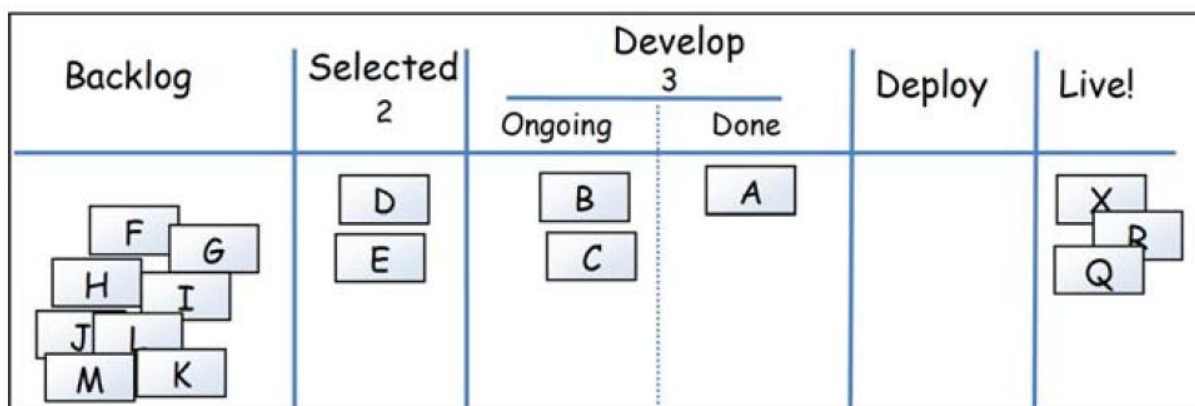 Backlog
Selected
2
Develop
3
Ongoing
Done
Deploy
Live!
F
G
H
I
J
L
M
K
D
E
B
C
A
X
R
Q